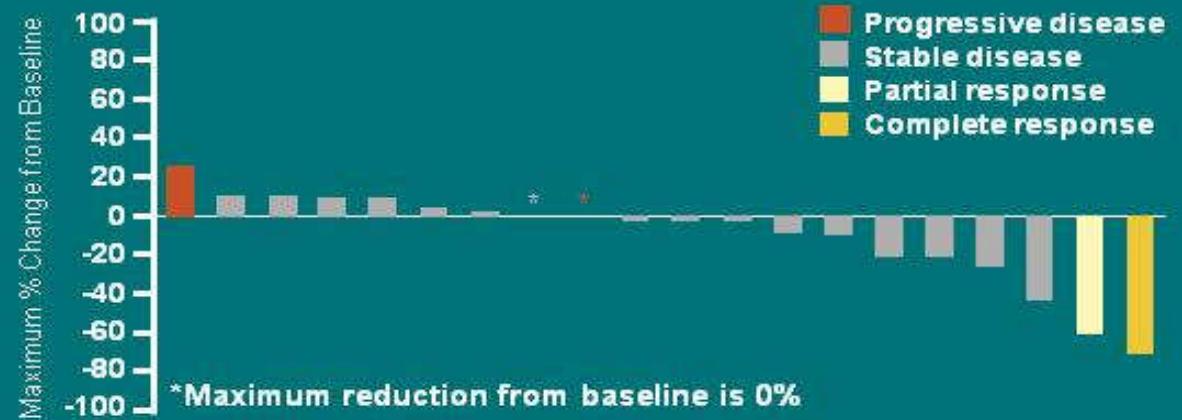 Maximum % Change from Baseline
100
80
60
40
20
0
-20
-40
-60
-80
-100
Progressive disease
Stable disease
Partial response
Complete response
*
*
*Maximum reduction from baseline is 0%